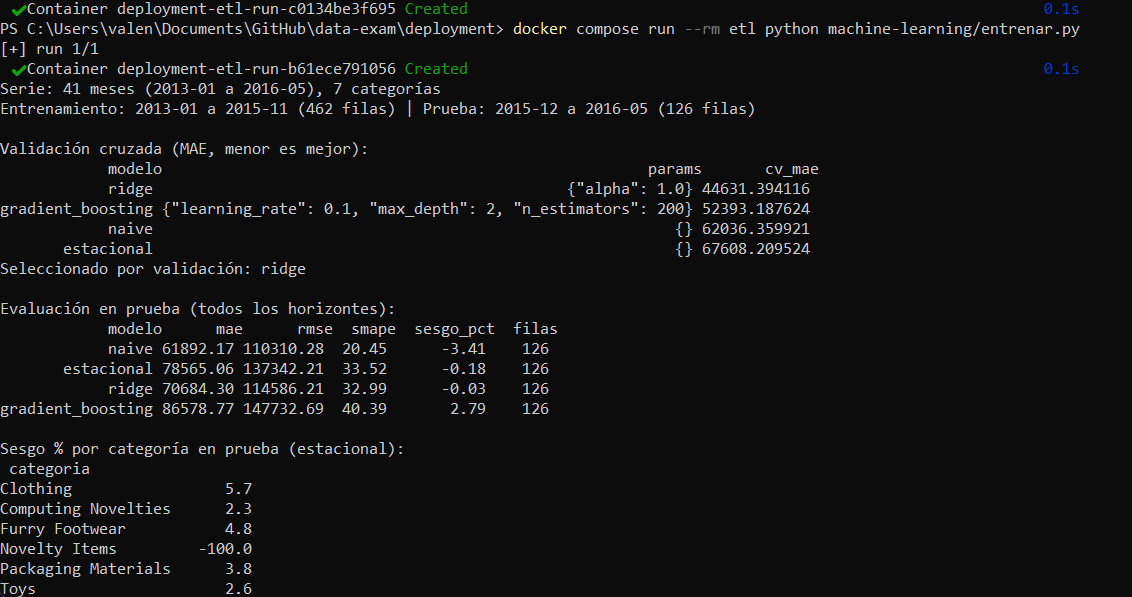 ✔Container deployment-etl-run-c0134be3f695 Created 0.1s
PS C:\Users\valen\Documents\GitHub\data-exam\deployment> docker compose run --rm etl python machine-learning/entrenar.py
[+] run 1/1
✔Container deployment-etl-run-b61ece791056 Created 0.1s
Serie: 41 meses (2013-01 a 2016-05), 7 categorías
Entrenamiento: 2013-01 a 2015-11 (462 filas) | Prueba: 2015-12 a 2016-05 (126 filas)
Validación cruzada (MAE, menor es mejor):
modelo params cv_mae
ridge {"alpha": 1.0} 44631.394116
gradient_boosting {"learning_rate": 0.1, "max_depth": 2, "n_estimators": 200} 52393.187624
naive {} 62036.359921
estacional {} 67608.209524
Seleccionado por validación: ridge
Evaluación en prueba (todos los horizontes):
modelo mae rmse smape sesgo_pct filas
naive 61892.17 110310.28 20.45 -3.41 126
estacional 78565.06 137342.21 33.52 -0.18 126
ridge 70684.30 114586.21 32.99 -0.03 126
gradient_boosting 86578.77 147732.69 40.39 2.79 126
Sesgo % por categoría en prueba (estacional):
categoria
Clothing 5.7
Computing Novelties 2.3
Furry Footwear 4.8
Novelty Items -100.0
Packaging Materials 3.8
Toys 2.6